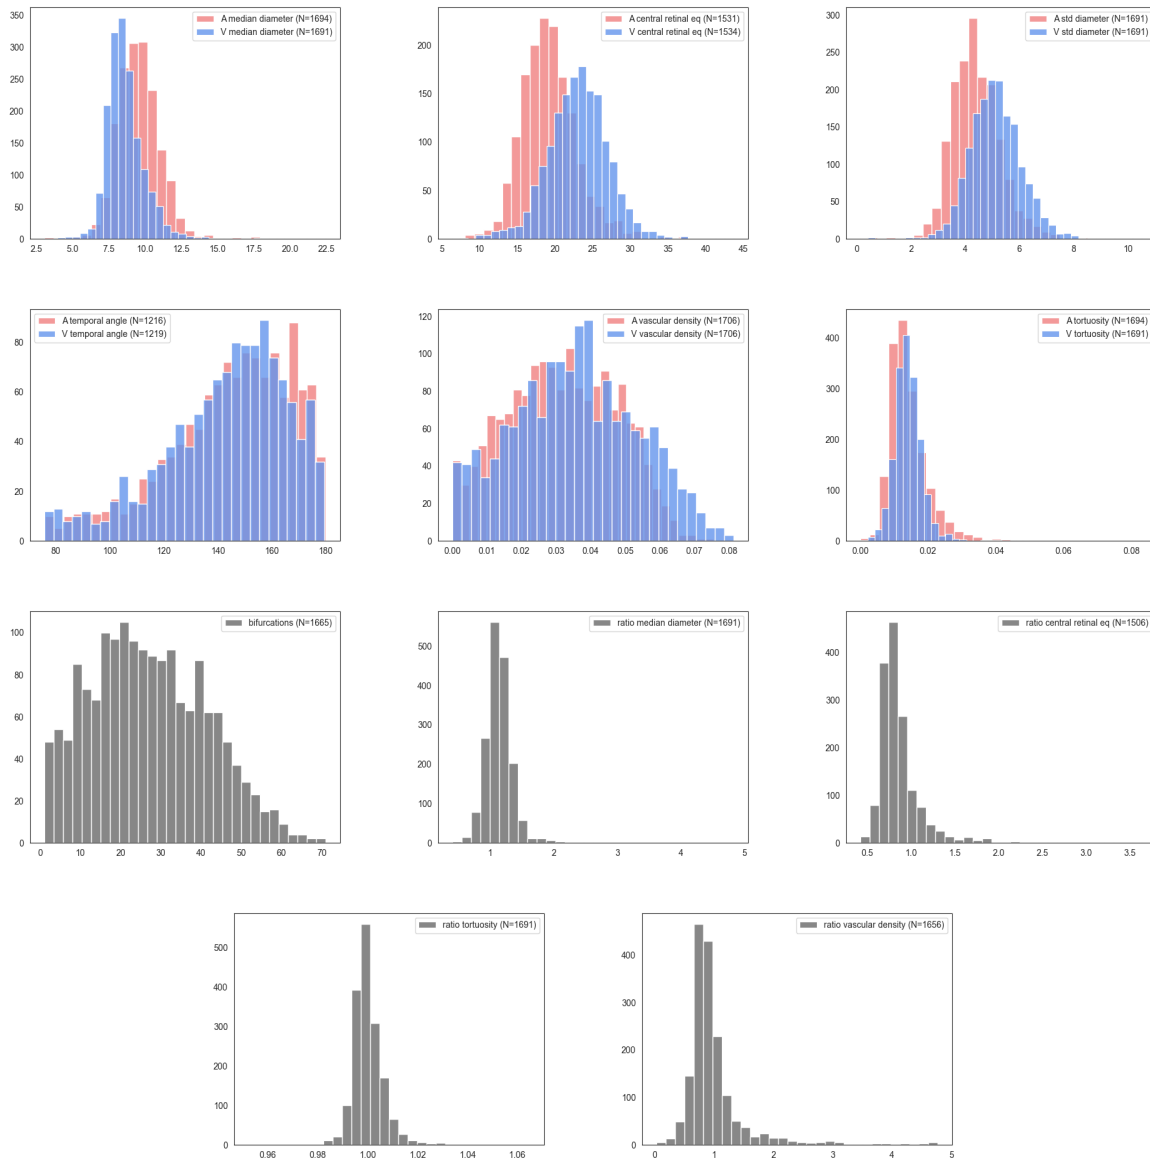 A median diameter (N=1694)
V median diameter (N=1691)
350
300
250
200
150
100
50
0
2.5 5.0 7.5 10.0 12.5 15.0 17.5 20.0 22.5
A central retinal eq (N=1531)
V central retinal eq (N=1534)
200
150
100
50
0
5 10 15 20 25 30 35 40 45
A std diameter (N=1691)
V std diameter (N=1691)
300
250
200
150
100
50
0
0 2 4 6 8 10
A temporal angle (N=1216)
V temporal angle (N=1219)
80
60
40
20
0
80 100 120 140 160 180
A vascular density (N=1706)
V vascular density (N=1706)
120
100
80
60
40
20
0
0.00 0.01 0.02 0.03 0.04 0.05 0.06 0.07 0.08
A tortuosity (N=1694)
V tortuosity (N=1691)
400
300
200
100
0
0.00 0.02 0.04 0.06 0.08
bifurcations (N=1665)
100
80
60
40
20
0
0 10 20 30 40 50 60 70
ratio median diameter (N=1691)
500
400
300
200
100
0
1 2 3 4 5
ratio central retinal eq (N=1506)
400
300
200
100
0
0.5 1.0 1.5 2.0 2.5 3.0 3.5
ratio tortuosity (N=1691)
500
400
300
200
100
0
0.96 0.98 1.00 1.02 1.04 1.06
ratio vascular density (N=1656)
400
300
200
100
0
0 1 2 3 4 5